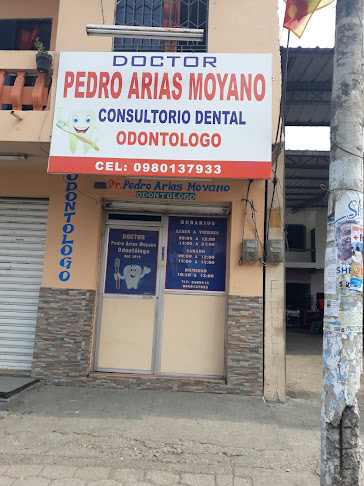 DOCTOR
PEDRO ARIAS MOYANO
CONSULTORIO DENTAL
ODONTOLOGO
CEL: 0980137933
Dr. Pedro Arias Moyano
ODONTOLOGO
ODONTOLOGO
DOCTOR
Pedro Arias Moyano
Odontólogo
HORARIOS
LUNES A VIERNES
SABADO
DOMINGO